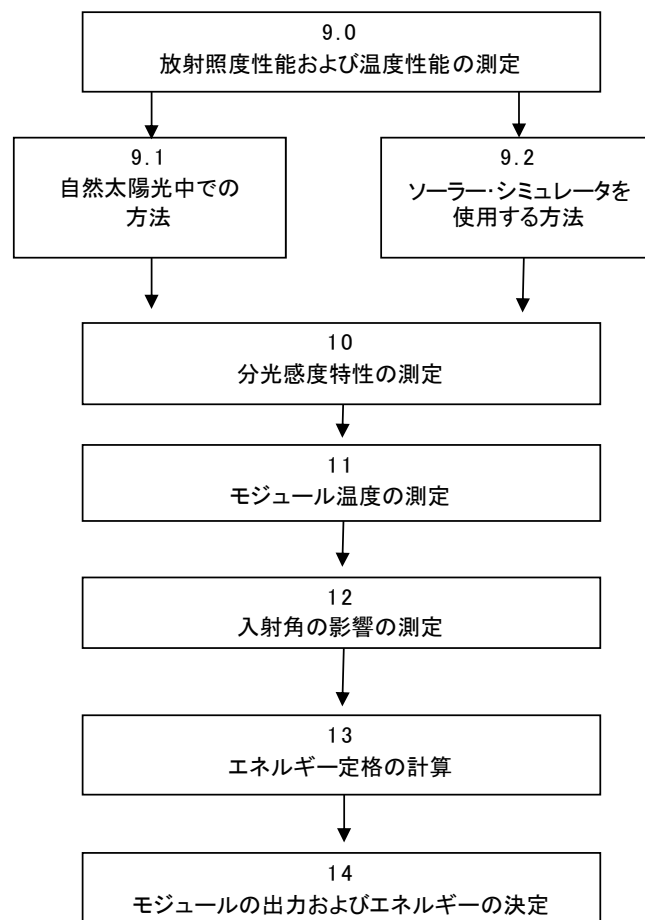 9.0
放射照度性能および温度性能の測定
9.1
自然太陽光中での
方法
9.2
ソーラー・シミュレータを
使用する方法
10
分光感度特性の測定
11
モジュール温度の測定
12
入射角の影響の測定
13
エネルギー定格の計算
14
モジュールの出力およびエネルギーの決定